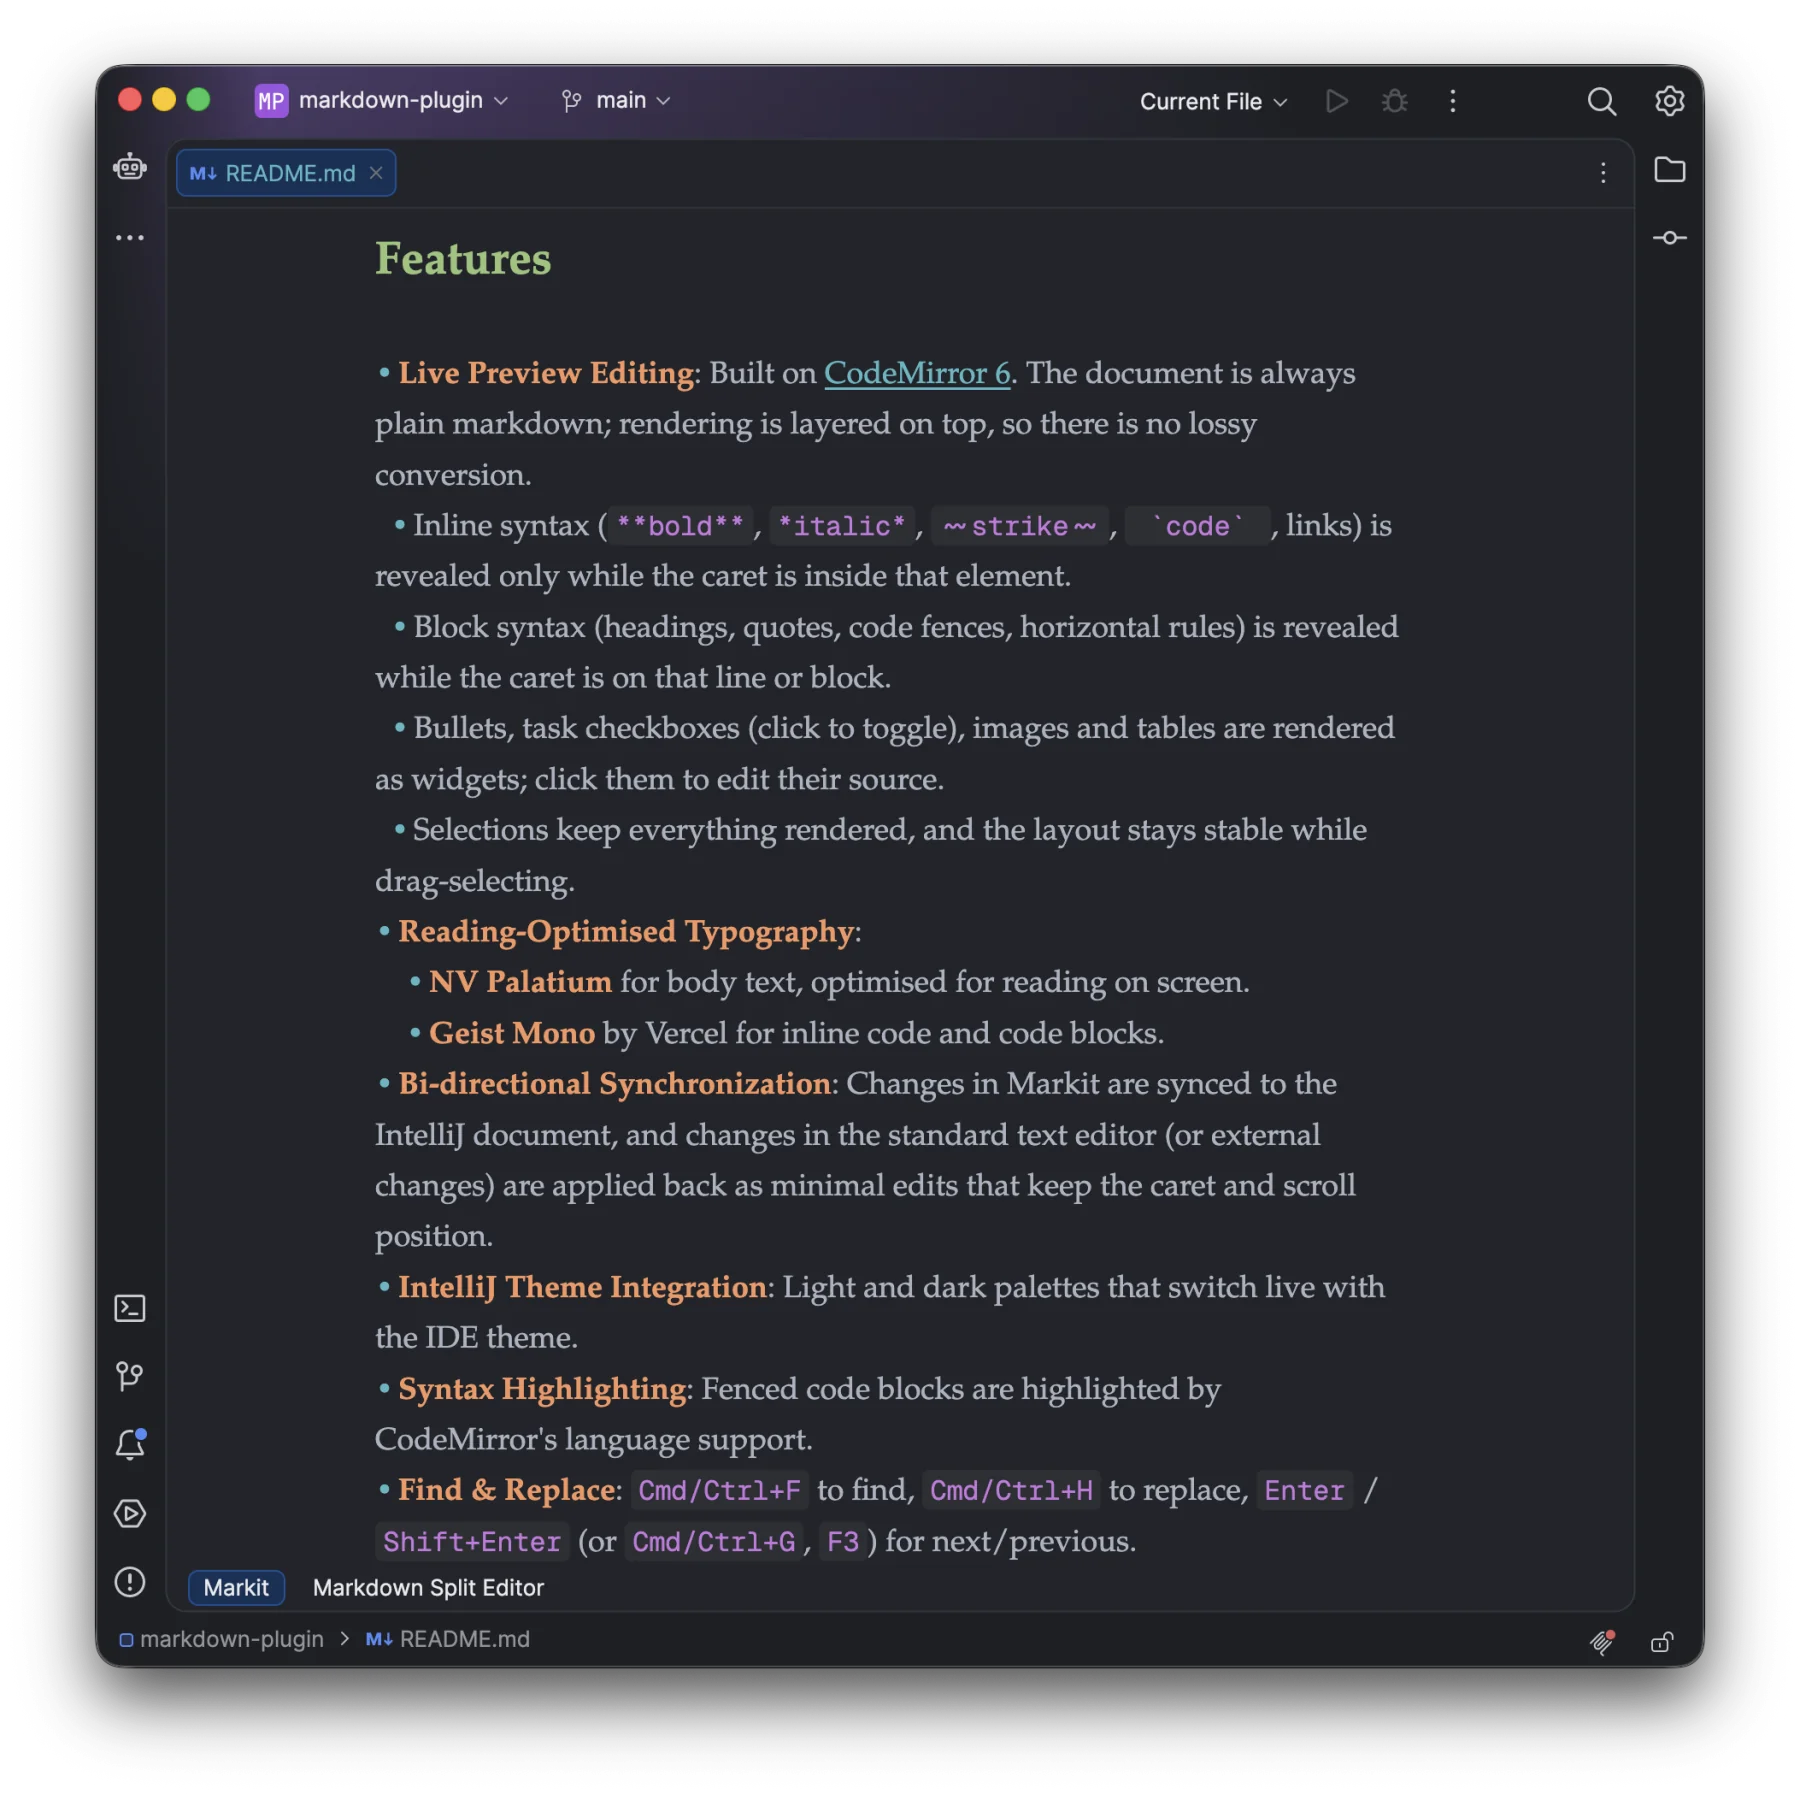 MP markdown-plugin main Current File
M↓ README.md
Features
• Live Preview Editing: Built on CodeMirror 6. The document is always
plain markdown; rendering is layered on top, so there is no lossy
conversion.
• Inline syntax ( **bold** , *italic* , ~~strike~~ , `code` , links) is
revealed only while the caret is inside that element.
• Block syntax (headings, quotes, code fences, horizontal rules) is revealed
while the caret is on that line or block.
• Bullets, task checkboxes (click to toggle), images and tables are rendered
as widgets; click them to edit their source.
• Selections keep everything rendered, and the layout stays stable while
drag-selecting.
• Reading-Optimised Typography:
• NV Palatium for body text, optimised for reading on screen.
• Geist Mono by Vercel for inline code and code blocks.
• Bi-directional Synchronization: Changes in Markit are synced to the
IntelliJ document, and changes in the standard text editor (or external
changes) are applied back as minimal edits that keep the caret and scroll
position.
• IntelliJ Theme Integration: Light and dark palettes that switch live with
the IDE theme.
• Syntax Highlighting: Fenced code blocks are highlighted by
CodeMirror's language support.
• Find & Replace: Cmd/Ctrl+F to find, Cmd/Ctrl+H to replace, Enter /
Shift+Enter (or Cmd/Ctrl+G , F3 ) for next/previous.
Markit Markdown Split Editor
markdown-plugin > M↓ README.md